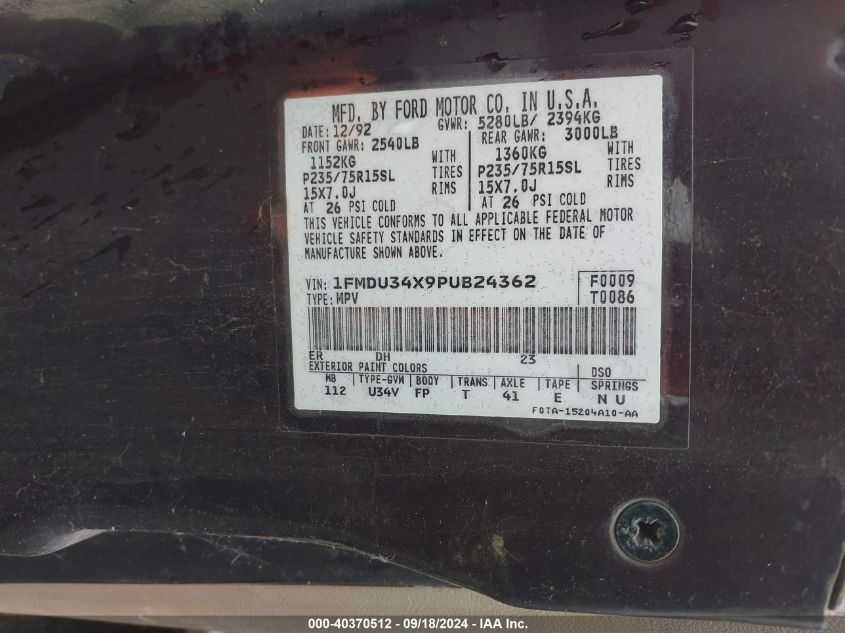 MFD. BY FORD MOTOR CO. IN U.S.A.
DATE: 12/92 GVWR: 5280LB/ 2394KG
FRONT GAWR: 2540LB REAR GAWR: 3000LB
1152KG WITH 1360KG WITH
P235/75R15SL TIRES P235/75R15SL TIRES
15X7.0J RIMS 15X7.0J RIMS
AT 26 PSI COLD AT 26 PSI COLD
THIS VEHICLE CONFORMS TO ALL APPLICABLE FEDERAL MOTOR
VEHICLE SAFETY STANDARDS IN EFFECT ON THE DATE OF
MANUFACTURE SHOWN ABOVE.
VIN: 1FMDU34X9PUB24362 F0009
TYPE: MPV T0086
ER DH 23
EXTERIOR PAINT COLORS DSO
MB TYPE-GVM BODY TRANS AXLE TAPE SPRINGS
112 U34V FP T 41 E N U
F0TA-15204A10-AA
000-40370512 - 09/18/2024 - IAA Inc.